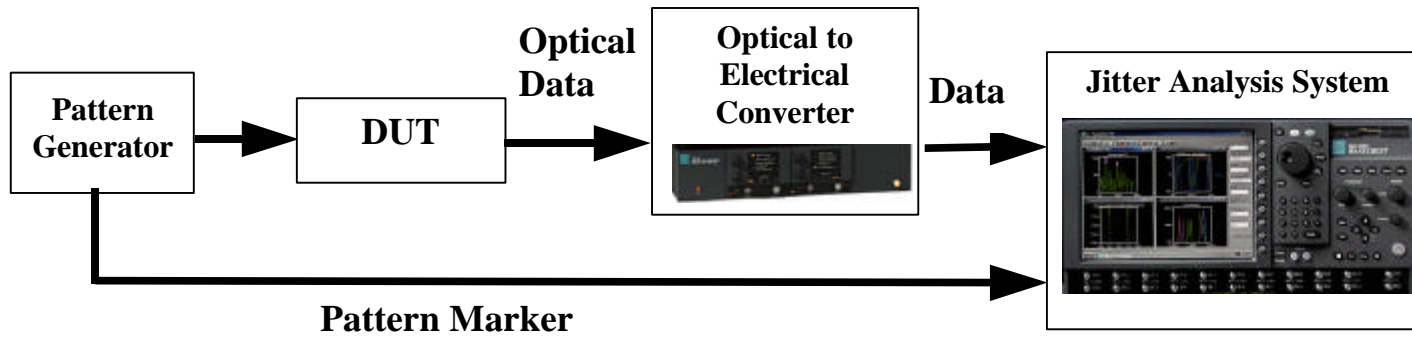 Pattern
Generator
DUT
Optical
Data
Optical to
Electrical
Converter
Data
Jitter Analysis System
Pattern Marker